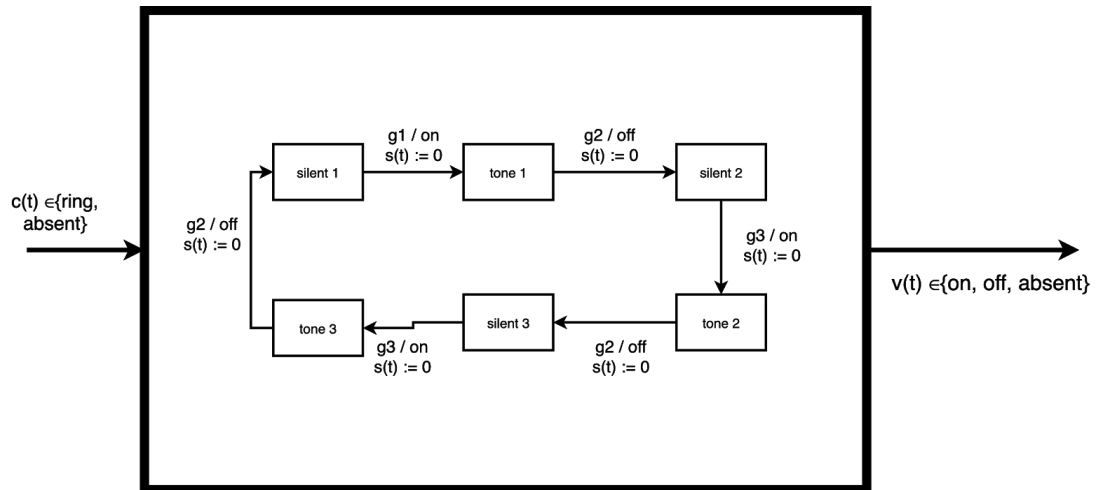 g1 / on
s(t) := 0
g2 / off
s(t) := 0
silent 1
tone 1
silent 2
c(t) ∈{ring,
absent}
g2 / off
s(t) := 0
g3 / on
s(t) := 0
v(t) ∈{on, off, absent}
tone 3
silent 3
tone 2
g3 / on
s(t) := 0
g2 / off
s(t) := 0